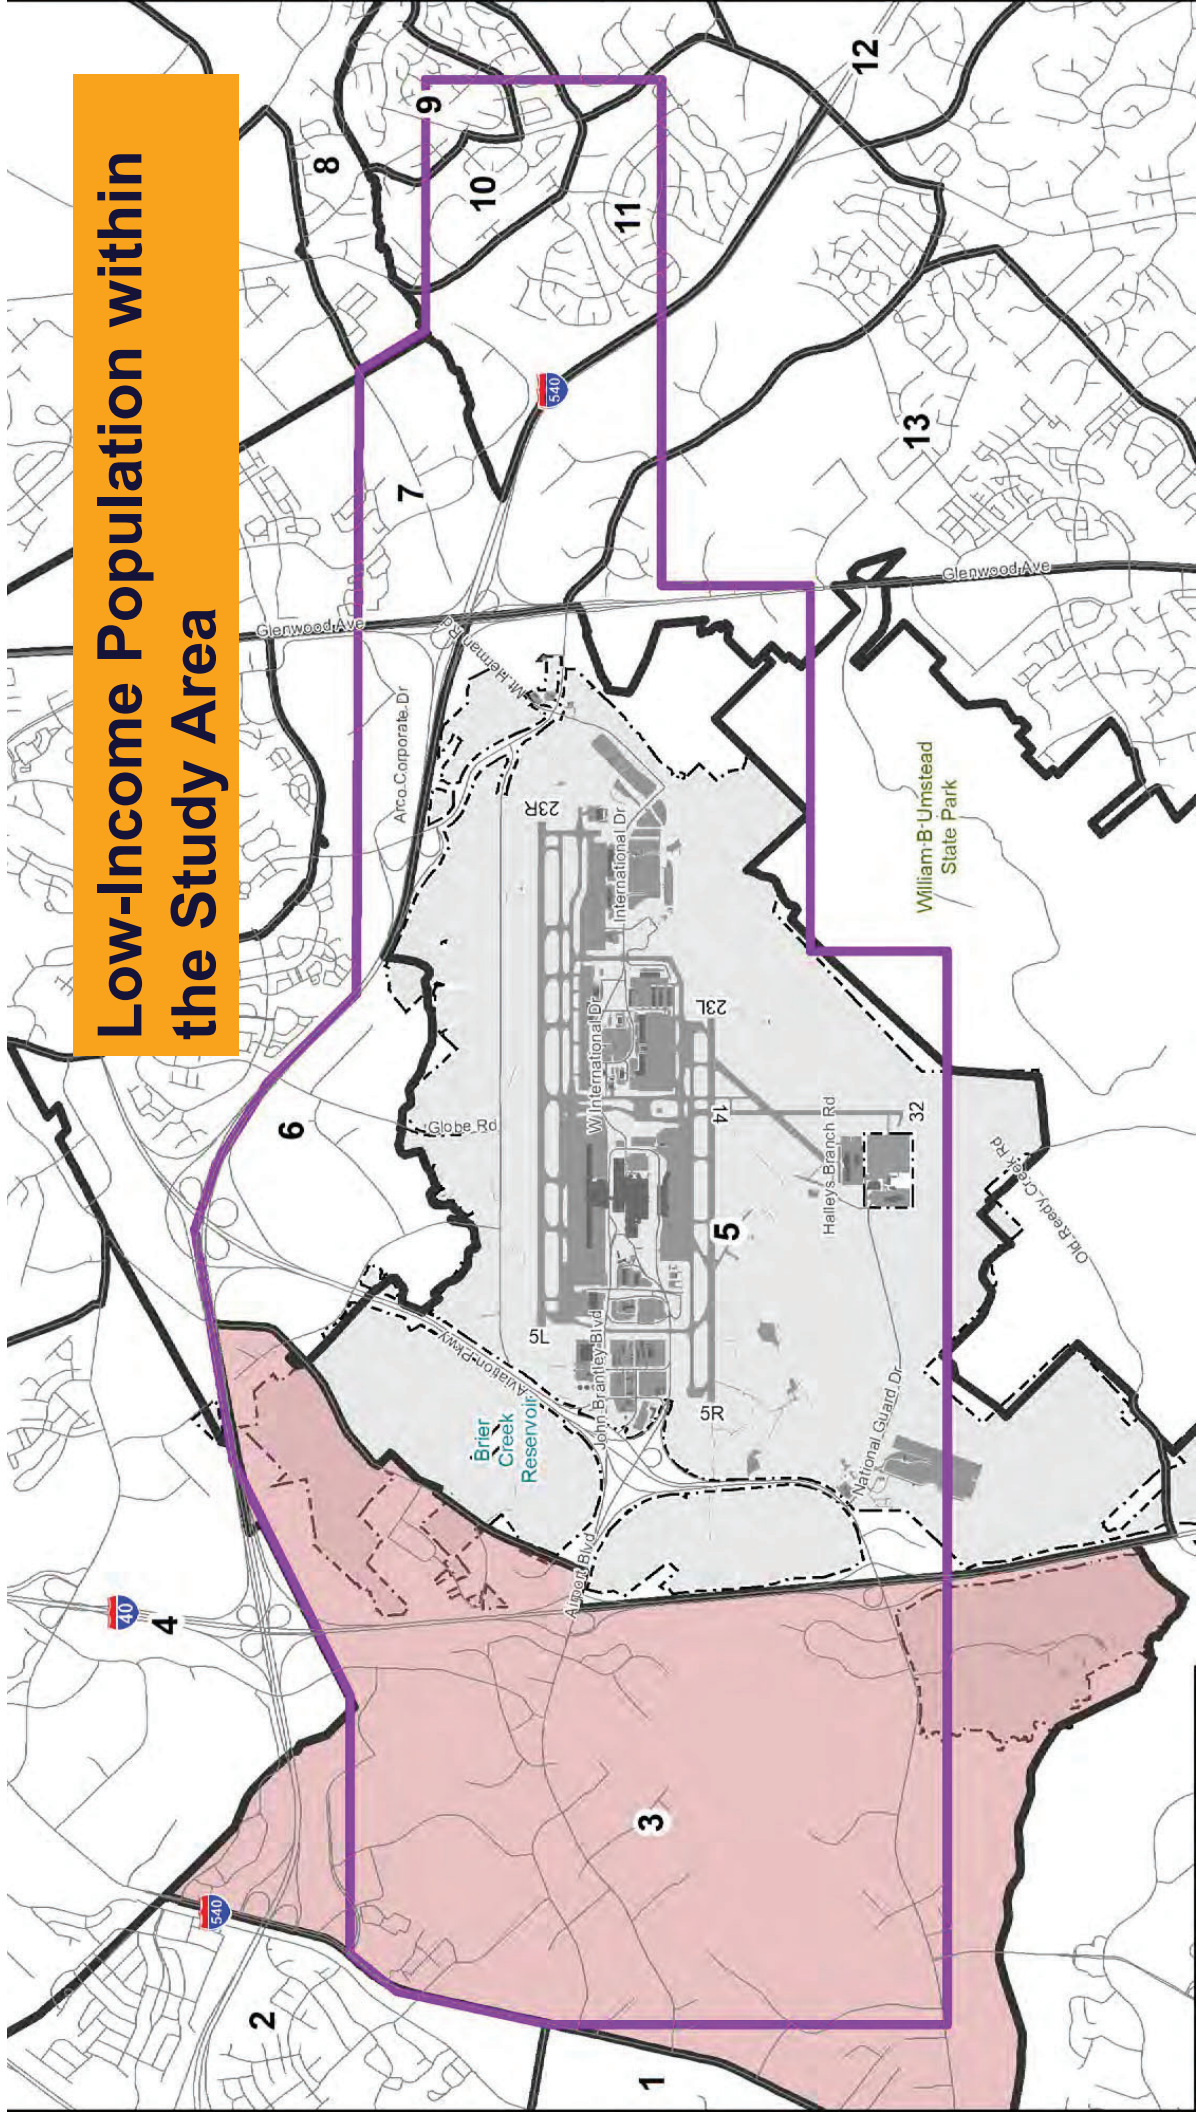 Low-Income Population within
the Study Area
8
9
10
11
12
7
540
13
Glenwood Ave
Glenwood Ave
Mt Herman Rd
Arco Corporate Dr
William B Umstead
State Park
23R
International Dr
W International Dr
23L
6
Globe Rd
14
32
Halleys Branch Rd
5
Old Reedy Creek Rd
5L
John Brantley Blvd
Aviation Pkwy
5R
Brier
Creek
Reservoir
National Guard Dr
Airport Blvd
40
4
3
540
2
1